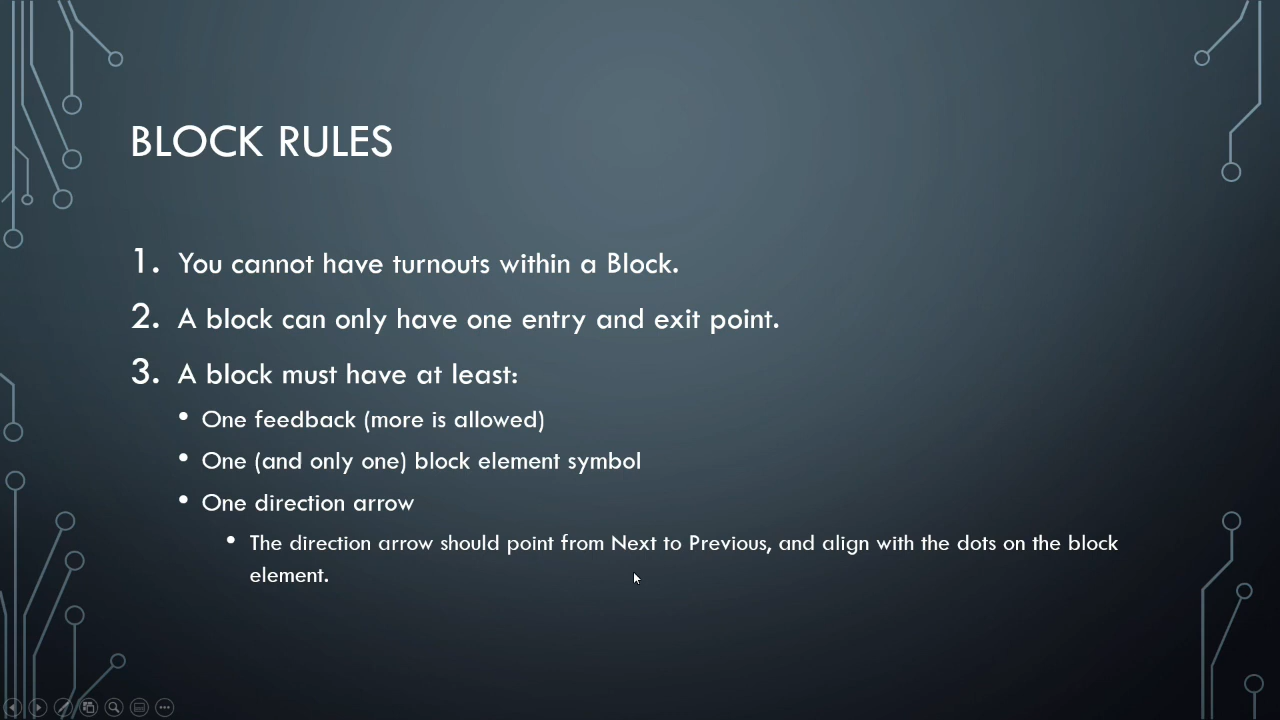 BLOCK RULES
1. You cannot have turnouts within a Block.
2. A block can only have one entry and exit point.
3. A block must have at least:
• One feedback (more is allowed)
• One (and only one) block element symbol
• One direction arrow
• The direction arrow should point from Next to Previous, and align with the dots on the block
element.